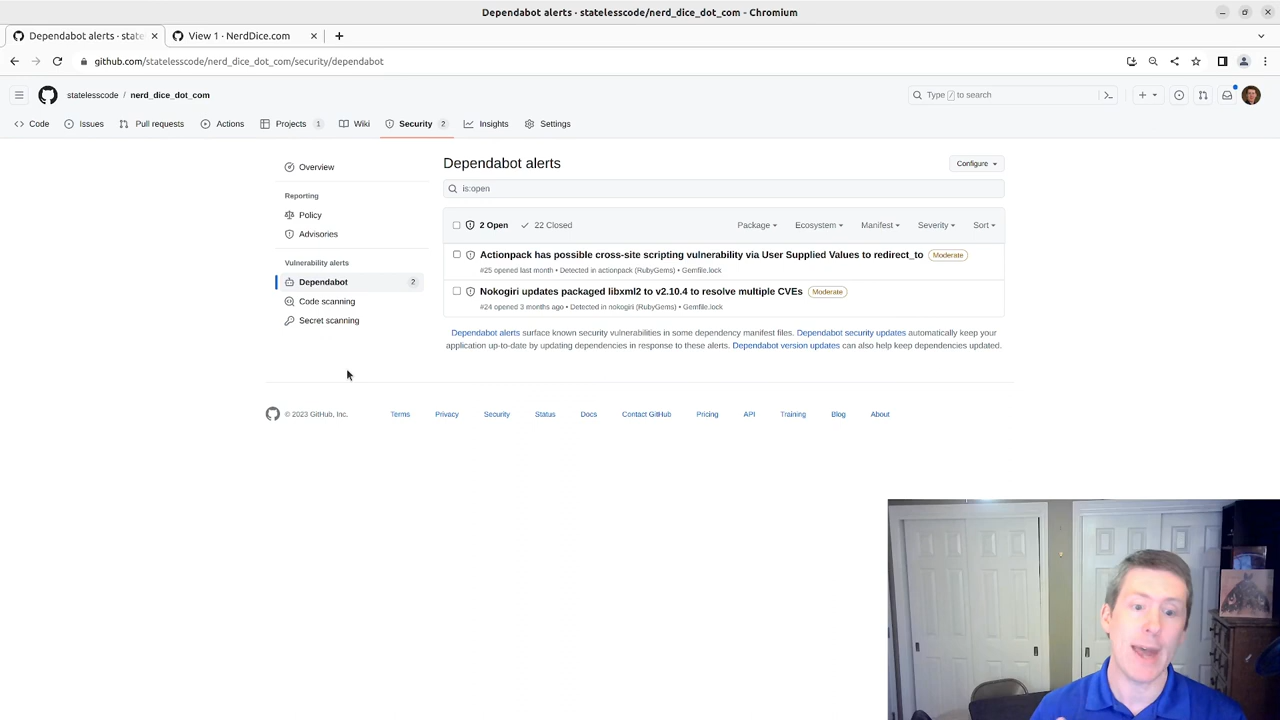 Dependabot alerts - statelesscode/nerd_dice_dot_com - Chromium
Dependabot alerts - state
View 1 · NerdDice.com
github.com/statelesscode/nerd_dice_dot_com/security/dependabot
statelesscode / nerd_dice_dot_com
Type / to search
Code Issues Pull requests Actions Projects 1 Wiki Security 2 Insights Settings
Overview
Reporting
Policy
Advisories
Vulnerability alerts
Dependabot 2
Code scanning
Secret scanning
Dependabot alerts
Configure
is:open
2 Open 22 Closed Package Ecosystem Manifest Severity Sort
Actionpack has possible cross-site scripting vulnerability via User Supplied Values to redirect_to Moderate
#25 opened last month • Detected in actionpack (RubyGems) • Gemfile.lock
Nokogiri updates packaged libxml2 to v2.10.4 to resolve multiple CVEs Moderate
#24 opened 3 months ago • Detected in nokogiri (RubyGems) • Gemfile.lock
Dependabot alerts surface known security vulnerabilities in some dependency manifest files. Dependabot security updates automatically keep your
application up-to-date by updating dependencies in response to these alerts. Dependabot version updates can also help keep dependencies updated.
© 2023 GitHub, Inc. Terms Privacy Security Status Docs Contact GitHub Pricing API Training Blog About